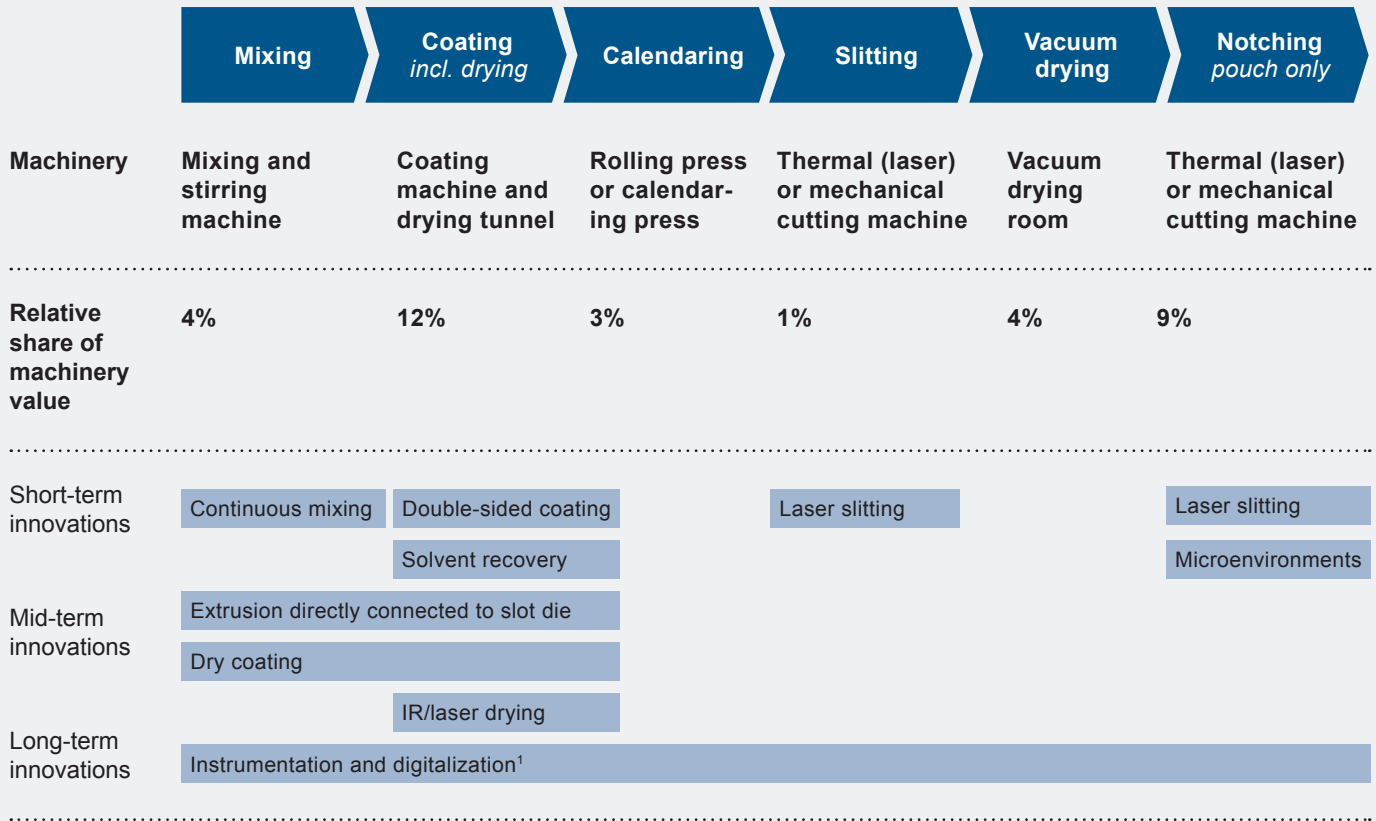 Mixing
Coating
incl. drying
Calendaring
Slitting
Vacuum
drying
Notching
pouch only
Machinery
Mixing and
stirring
machine
Coating
machine and
drying tunnel
Rolling press
or calendar-
ing press
Thermal (laser)
or mechanical
cutting machine
Vacuum
drying
room
Thermal (laser)
or mechanical
cutting machine
Relative
share of
machinery
value
4%
12%
3%
1%
4%
9%
Short-term
innovations
Continuous mixing
Double-sided coating
Laser slitting
Laser slitting
Solvent recovery
Microenvironments
Mid-term
innovations
Extrusion directly connected to slot die
Dry coating
IR/laser drying
Long-term
innovations
Instrumentation and digitalization¹